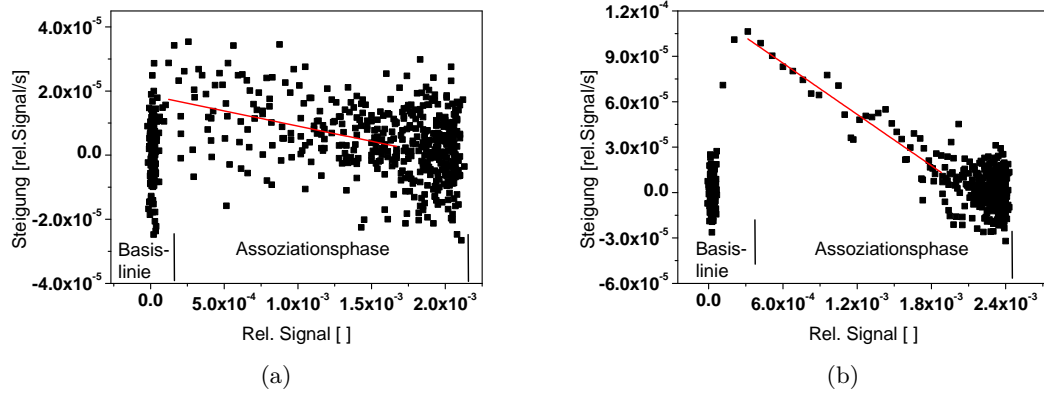 4.0x10⁻⁵
2.0x10⁻⁵
0.0
-2.0x10⁻⁵
-4.0x10⁻⁵
Steigung [rel.Signal/s]
Basis-
linie
Assoziationsphase
0.0
5.0x10⁻⁴
1.0x10⁻³
1.5x10⁻³
2.0x10⁻³
Rel. Signal [ ]
(a)
1.2x10⁻⁴
9.0x10⁻⁵
6.0x10⁻⁵
3.0x10⁻⁵
0.0
-3.0x10⁻⁵
-6.0x10⁻⁵
Steigung [rel.Signal/s]
Basis-
linie
Assoziationsphase
0.0
6.0x10⁻⁴
1.2x10⁻³
1.8x10⁻³
2.4x10⁻³
Rel. Signal [ ]
(b)